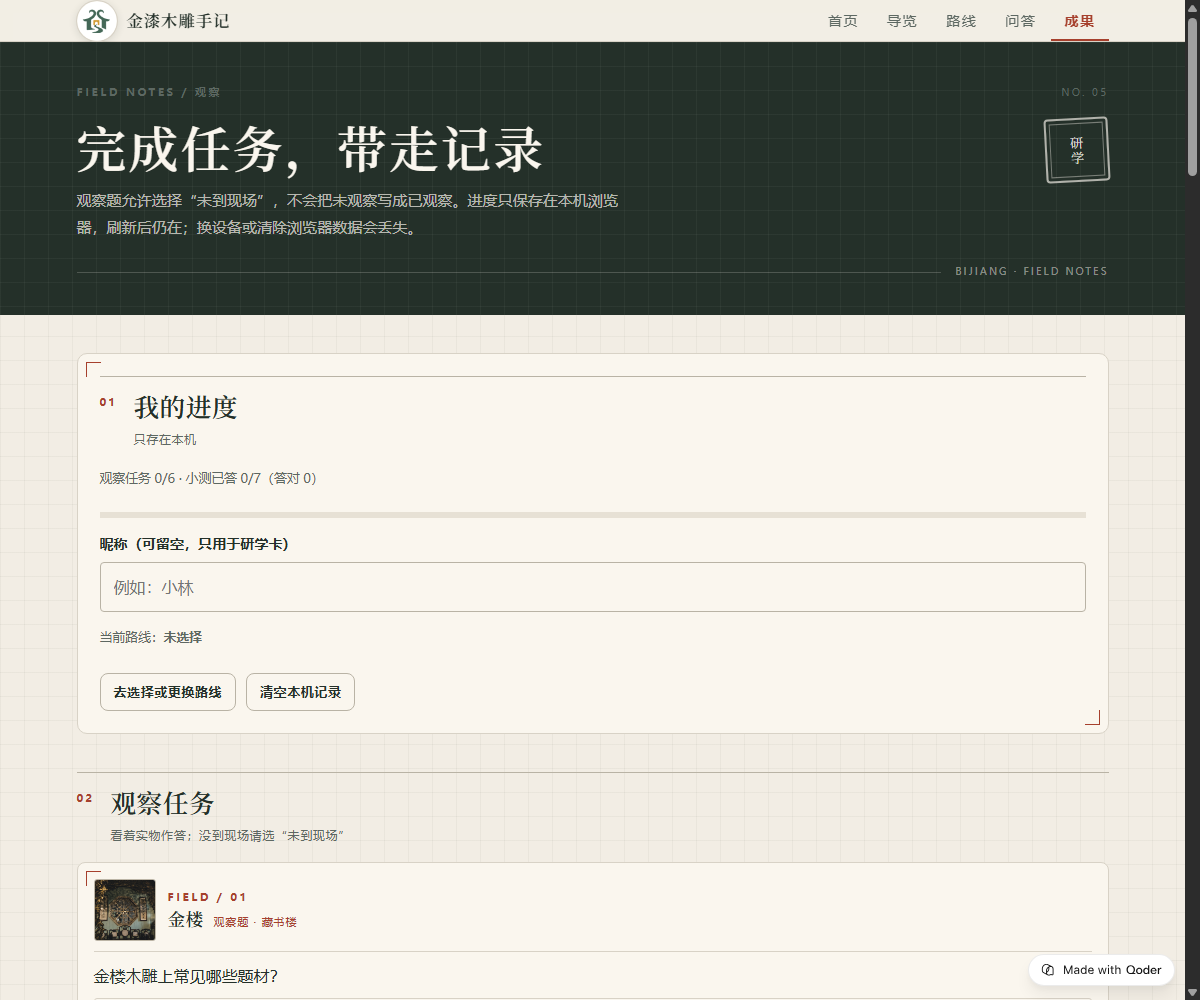 金漆木雕手记
首页 导览 路线 问答 成果
FIELD NOTES / 观察
NO. 05
完成任务，带走记录
研学
观察题允许选择“未到现场”，不会把未观察写成已观察。进度只保存在本机浏览
器，刷新后仍在；换设备或清除浏览器数据会丢失。
BIJIANG · FIELD NOTES
01 我的进度
只存在本机
观察任务 0/6 · 小测已答 0/7（答对 0）
昵称（可留空，只用于研学卡）
例如：小林
当前路线：未选择
去选择或更换路线 清空本机记录
02 观察任务
看着实物作答；没到现场请选“未到现场”
FIELD / 01
金楼 观察题 · 藏书楼
金楼木雕上常见哪些题材？
Made with Qoder